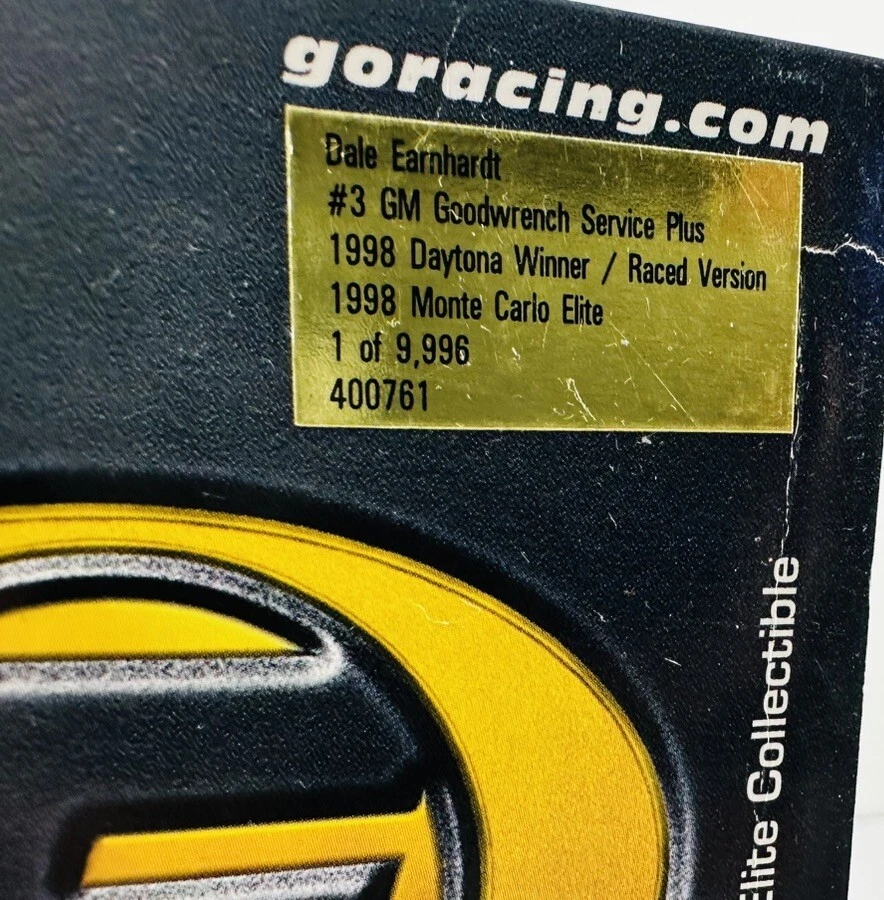 goracing.com
Dale Earnhardt
#3 GM Goodwrench Service Plus
1998 Daytona Winner / Raced Version
1998 Monte Carlo Elite
1 of 9,996
400761
Elite Collectible